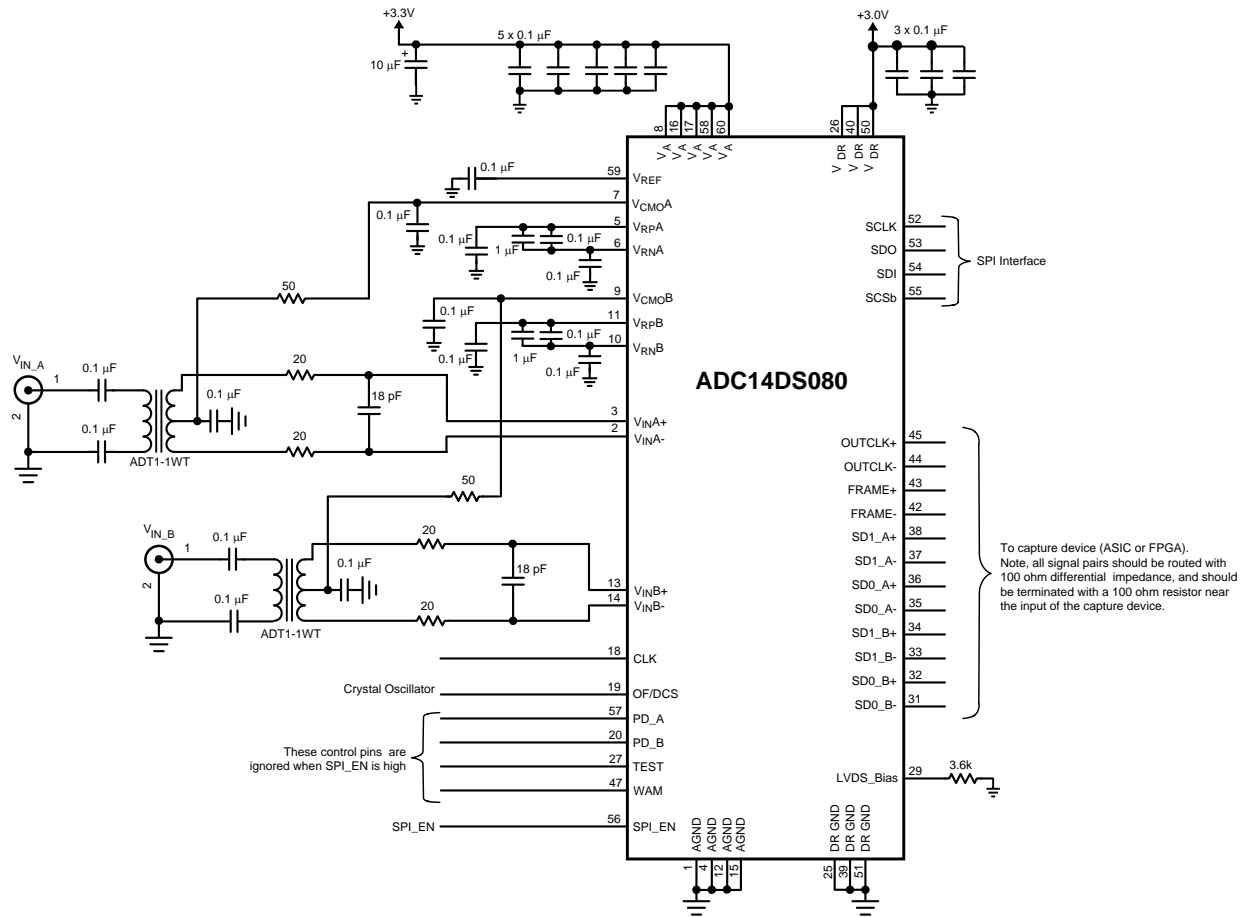 +3.3V
5 x 0.1 µF
+
10 µF
+3.0V
3 x 0.1 µF
8
16
17
58
60
VA
VA
VA
VA
VA
26
40
50
VDR
VDR
VDR
0.1 µF
59
VREF
7
VCMOA
0.1 µF
5
VRPA
0.1 µF
1 µF
0.1 µF
6
VRNA
0.1 µF
50
9
VCMOB
0.1 µF
11
VRPB
0.1 µF
1 µF
0.1 µF
10
VRNB
0.1 µF
ADC14DS080
SCLK
52
SDO
53
SDI
54
SCSb
55
SPI Interface
VIN_A
1
2
0.1 µF
0.1 µF
ADT1-1WT
0.1 µF
20
20
18 pF
3
VINA+
2
VINA-
50
VIN_B
1
2
0.1 µF
0.1 µF
ADT1-1WT
0.1 µF
20
20
18 pF
13
VINB+
14
VINB-
OUTCLK+
45
OUTCLK-
44
FRAME+
43
FRAME-
42
SD1_A+
38
SD1_A-
37
SD0_A+
36
SD0_A-
35
SD1_B+
34
SD1_B-
33
SD0_B+
32
SD0_B-
31
To capture device (ASIC or FPGA).
Note, all signal pairs should be routed with
100 ohm differential impedance, and should
be terminated with a 100 ohm resistor near
the input of the capture device.
18
CLK
Crystal Oscillator
19
OF/DCS
57
PD_A
20
PD_B
These control pins are
ignored when SPI_EN is high
27
TEST
47
WAM
SPI_EN
56
SPI_EN
LVDS_Bias
29
3.6k
AGND
AGND
AGND
AGND
1
4
12
15
DR GND
DR GND
DR GND
25
39
51